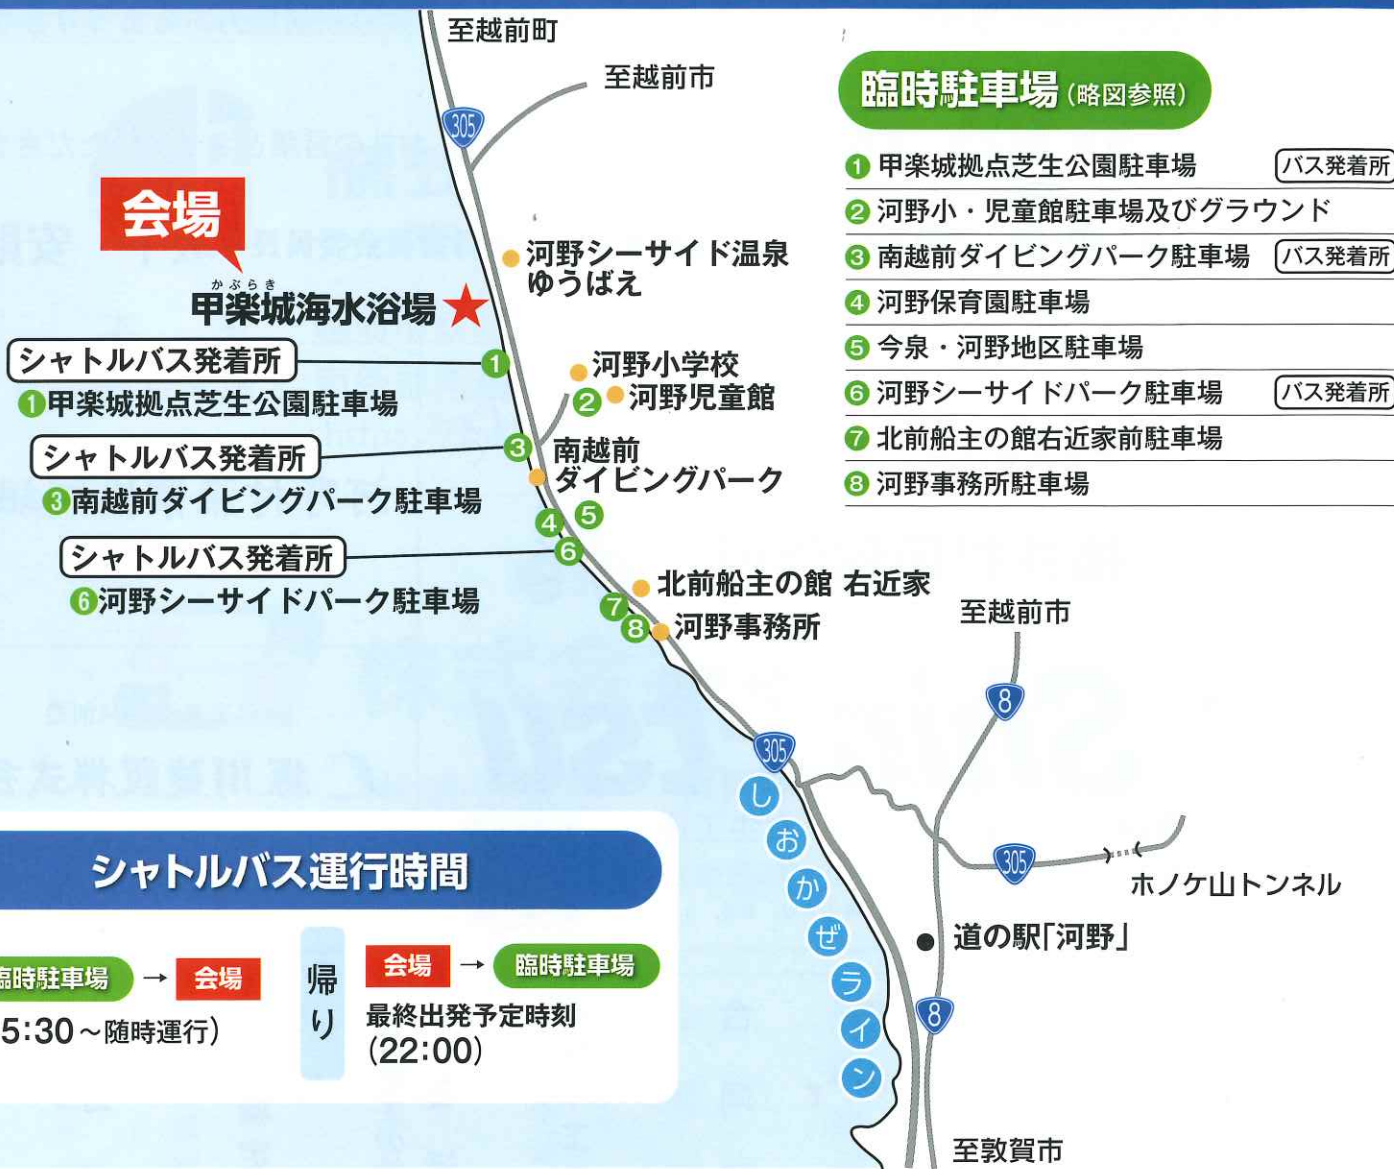 至越前町
至越前市
305
会場
かぶらき
甲楽城海水浴場
河野シーサイド温泉
ゆうばえ
シャトルバス発着所
1
❶甲楽城拠点芝生公園駐車場
河野小学校
2
河野児童館
シャトルバス発着所
3
❸南越前ダイビングパーク駐車場
南越前
ダイビングパーク
4
5
シャトルバス発着所
6
❻河野シーサイドパーク駐車場
北前船主の館 右近家
7
8
河野事務所
臨時駐車場(略図参照)
❶ 甲楽城拠点芝生公園駐車場 バス発着所
❷ 河野小・児童館駐車場及びグラウンド
❸ 南越前ダイビングパーク駐車場 バス発着所
❹ 河野保育園駐車場
❺ 今泉・河野地区駐車場
❻ 河野シーサイドパーク駐車場 バス発着所
❼ 北前船主の館右近家前駐車場
❽ 河野事務所駐車場
至越前市
8
305
しおかぜライン
305
ホノケ山トンネル
道の駅「河野」
8
至敦賀市
シャトルバス運行時間
時駐車場 → 会場
5:30～随時運行)
帰り
会場 → 臨時駐車場
最終出発予定時刻
(22:00)